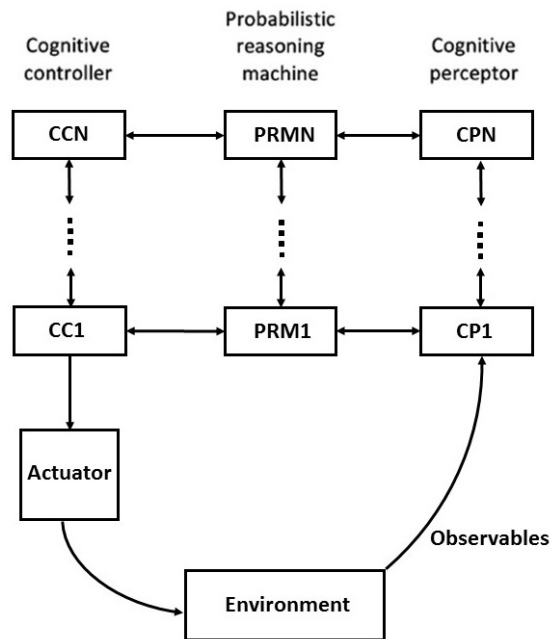 Cognitive
controller
Probabilistic
reasoning
machine
Cognitive
perceptor
CCN
PRMN
CPN
CC1
PRM1
CP1
Actuator
Observables
Environment